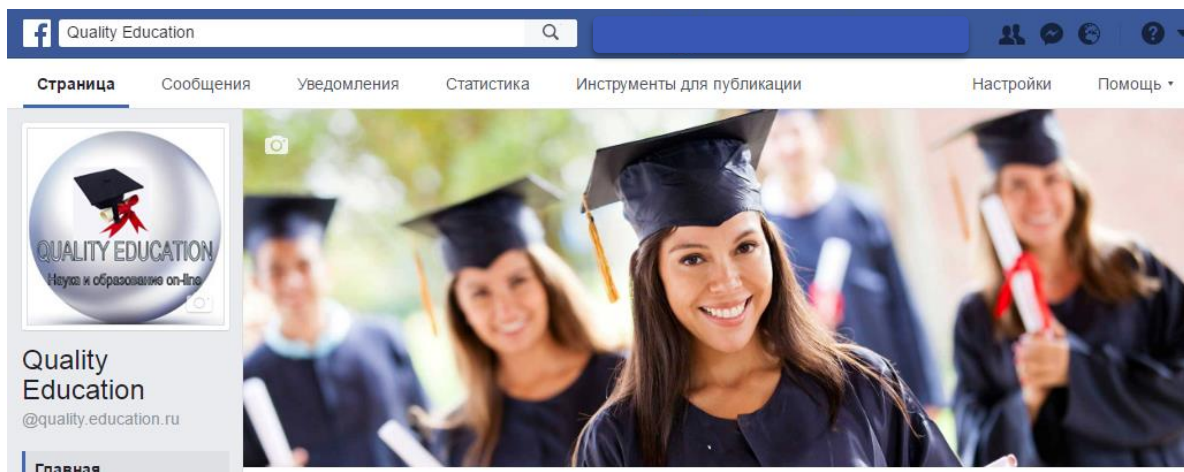 Quality Education
Страница Сообщения Уведомления Статистика Инструменты для публикации Настройки Помощь
QUALITY EDUCATION
Наука и образование on-line
Quality
Education
@quality.education.ru
Главная